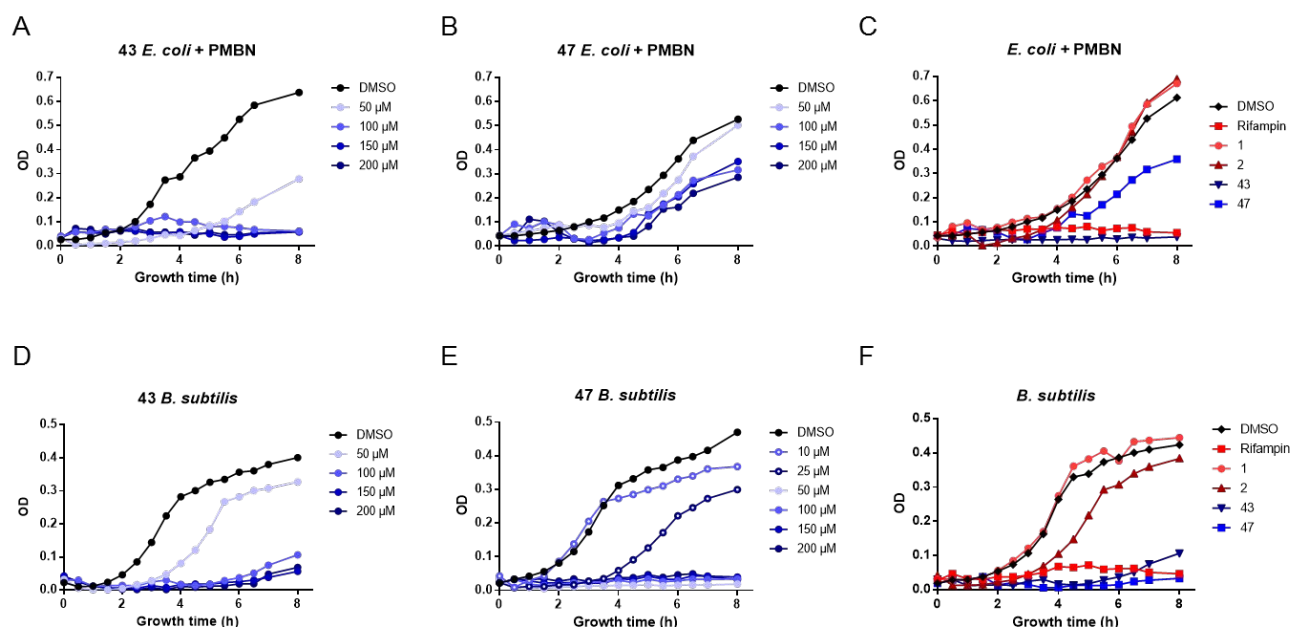 A
43 E. coli + PMBN
OD
0.7
0.6
0.5
0.4
0.3
0.2
0.1
0.0
0 2 4 6 8
Growth time (h)
DMSO
50 µM
100 µM
150 µM
200 µM
B
47 E. coli + PMBN
OD
0.7
0.6
0.5
0.4
0.3
0.2
0.1
0.0
0 2 4 6 8
Growth time (h)
DMSO
50 µM
100 µM
150 µM
200 µM
C
E. coli + PMBN
OD
0.7
0.6
0.5
0.4
0.3
0.2
0.1
0.0
0 2 4 6 8
Growth time (h)
DMSO
Rifampin
1
2
43
47
D
43 B. subtilis
OD
0.5
0.4
0.3
0.2
0.1
0.0
0 2 4 6 8
Growth time (h)
DMSO
50 µM
100 µM
150 µM
200 µM
E
47 B. subtilis
OD
0.5
0.4
0.3
0.2
0.1
0.0
0 2 4 6 8
Growth time (h)
DMSO
10 µM
25 µM
50 µM
100 µM
150 µM
200 µM
F
B. subtilis
OD
0.5
0.4
0.3
0.2
0.1
0.0
0 2 4 6 8
Growth time (h)
DMSO
Rifampin
1
2
43
47